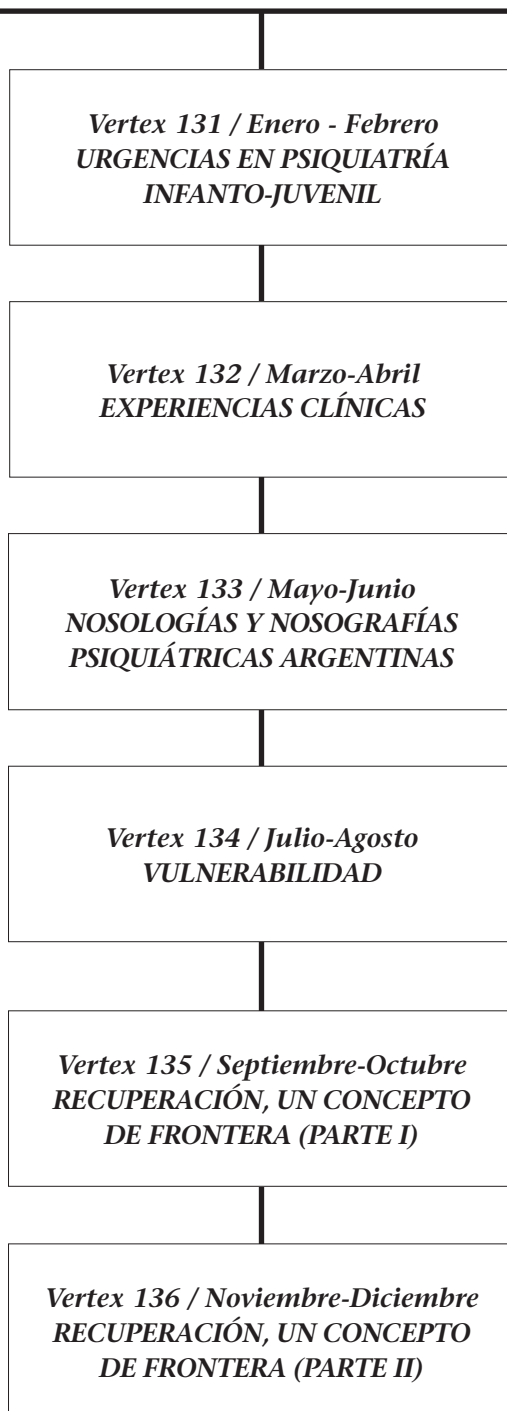 Vertex 131 / Enero - Febrero
URGENCIAS EN PSIQUIATRÍA
INFANTO-JUVENIL
Vertex 132 / Marzo-Abril
EXPERIENCIAS CLÍNICAS
Vertex 133 / Mayo-Junio
NOSOLOGÍAS Y NOSOGRAFÍAS
PSIQUIÁTRICAS ARGENTINAS
Vertex 134 / Julio-Agosto
VULNERABILIDAD
Vertex 135 / Septiembre-Octubre
RECUPERACIÓN, UN CONCEPTO
DE FRONTERA (PARTE I)
Vertex 136 / Noviembre-Diciembre
RECUPERACIÓN, UN CONCEPTO
DE FRONTERA (PARTE II)